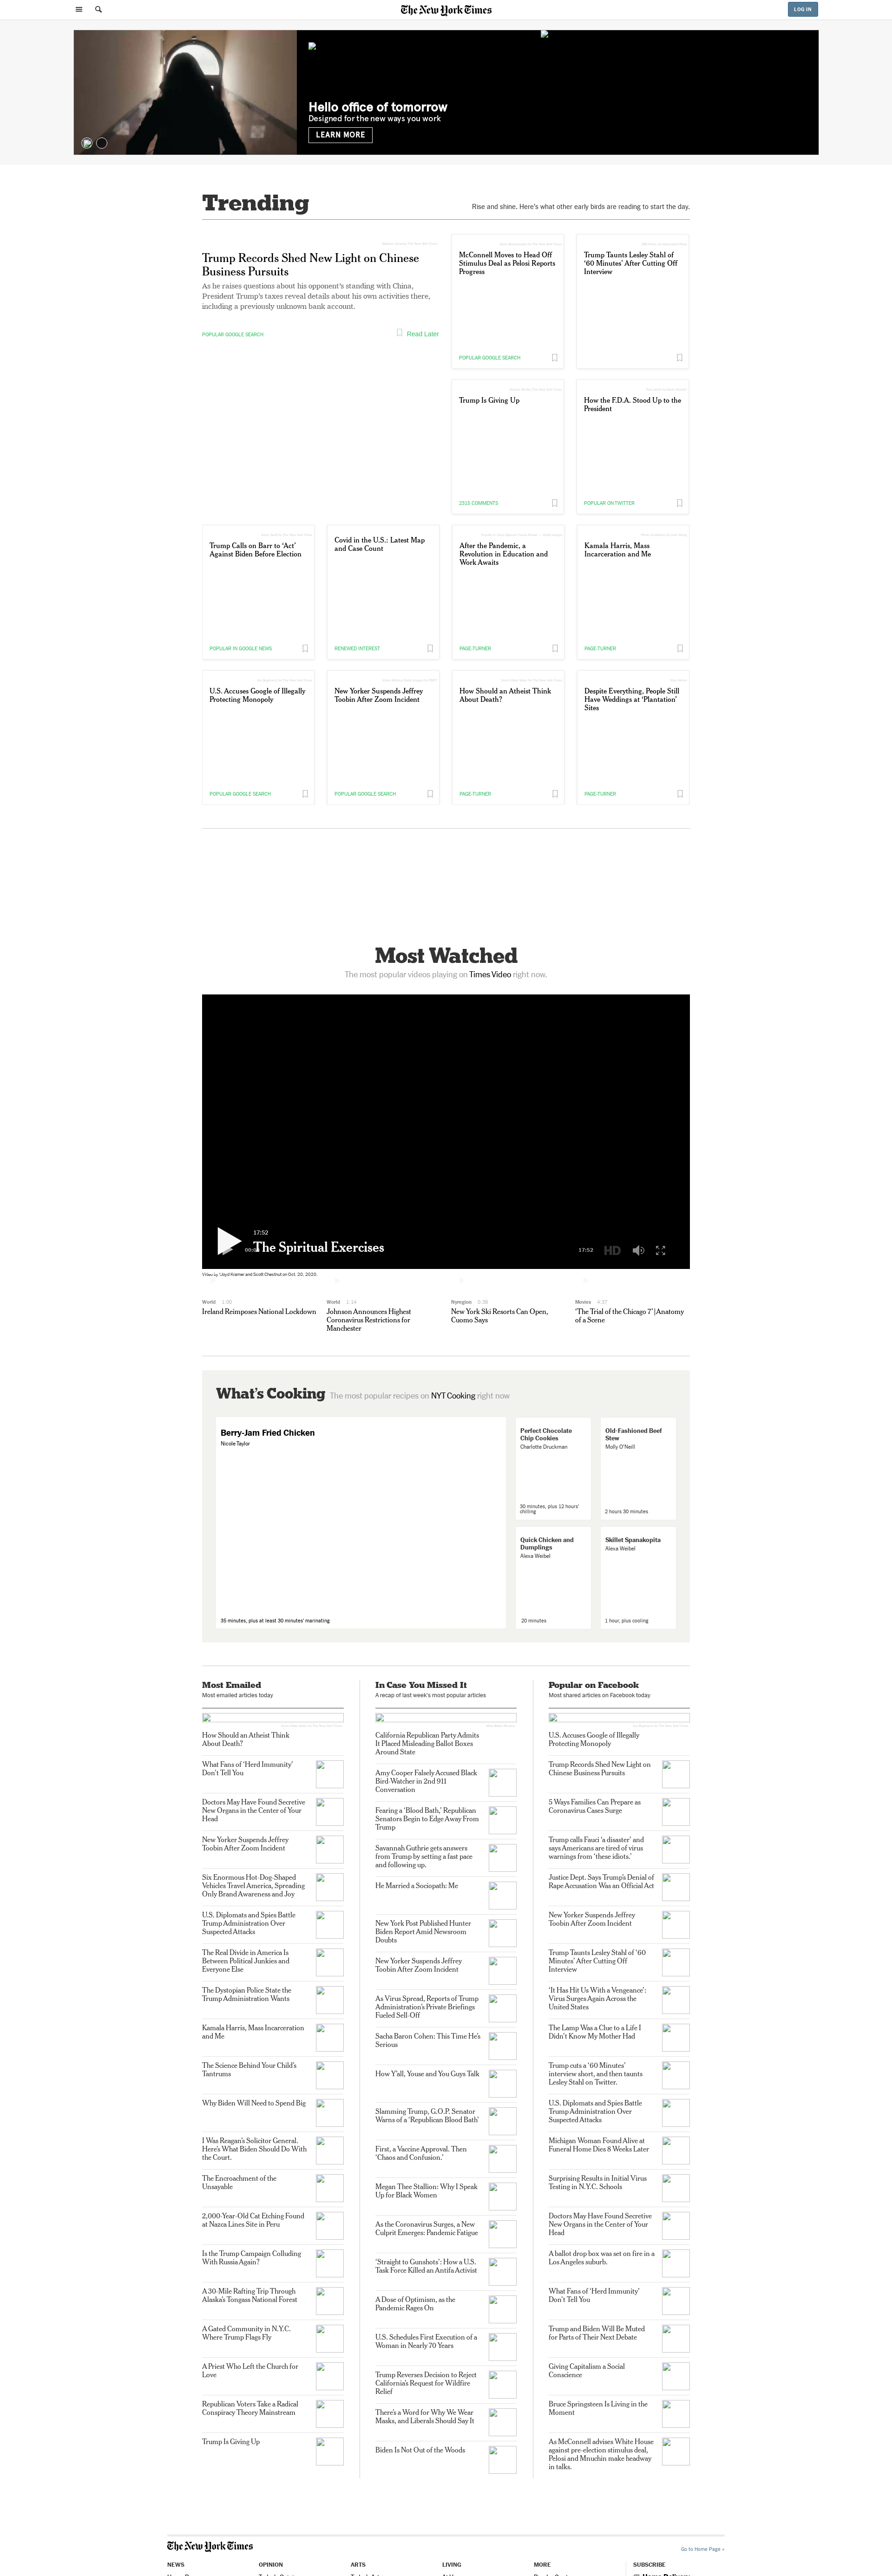 The New York Times
LOG IN
Hello office of tomorrow
Designed for the new ways you work
LEARN MORE
Trending
Rise and shine. Here's what other early birds are reading to start the day.
Trump Records Shed New Light on Chinese
Business Pursuits
As he raises questions about his opponent's standing with China,
President Trump's taxes reveal details about his own activities there,
including a previously unknown bank account.
POPULAR GOOGLE SEARCH
Read Later
McConnell Moves to Head Off
Stimulus Deal as Pelosi Reports
Progress
POPULAR GOOGLE SEARCH
Trump Taunts Lesley Stahl of
'60 Minutes' After Cutting Off
Interview
Trump Is Giving Up
2315 COMMENTS
How the F.D.A. Stood Up to the
President
POPULAR ON TWITTER
Trump Calls on Barr to 'Act'
Against Biden Before Election
POPULAR IN GOOGLE NEWS
Covid in the U.S.: Latest Map
and Case Count
RENEWED INTEREST
After the Pandemic, a
Revolution in Education and
Work Awaits
PAGE-TURNER
Kamala Harris, Mass
Incarceration and Me
PAGE-TURNER
U.S. Accuses Google of Illegally
Protecting Monopoly
POPULAR GOOGLE SEARCH
New Yorker Suspends Jeffrey
Toobin After Zoom Incident
POPULAR GOOGLE SEARCH
How Should an Atheist Think
About Death?
PAGE-TURNER
Despite Everything, People Still
Have Weddings at 'Plantation'
Sites
PAGE-TURNER
Most Watched
The most popular videos playing on Times Video right now.
17:52
The Spiritual Exercises
17:52
HD
Video by 'Lloyd Kramer and Scott Chestnut on Oct. 20, 2020.
World 1:00
Ireland Reimposes National Lockdown
World 1:14
Johnson Announces Highest
Coronavirus Restrictions for
Manchester
Nyregion 0:38
New York Ski Resorts Can Open,
Cuomo Says
Movies 4:37
'The Trial of the Chicago 7' | Anatomy
of a Scene
What's Cooking
The most popular recipes on NYT Cooking right now
Berry-Jam Fried Chicken
Nicole Taylor
35 minutes, plus at least 30 minutes' marinating
Perfect Chocolate
Chip Cookies
Charlotte Druckman
30 minutes, plus 12 hours'
chilling
Old-Fashioned Beef
Stew
Molly O'Neill
2 hours 30 minutes
Quick Chicken and
Dumplings
Alexa Weibel
20 minutes
Skillet Spanakopita
Alexa Weibel
1 hour, plus cooling
Most Emailed
Most emailed articles today
How Should an Atheist Think
About Death?
What Fans of 'Herd Immunity'
Don't Tell You
Doctors May Have Found Secretive
New Organs in the Center of Your
Head
New Yorker Suspends Jeffrey
Toobin After Zoom Incident
Six Enormous Hot-Dog-Shaped
Vehicles Travel America, Spreading
Only Brand Awareness and Joy
U.S. Diplomats and Spies Battle
Trump Administration Over
Suspected Attacks
The Real Divide in America Is
Between Political Junkies and
Everyone Else
The Dystopian Police State the
Trump Administration Wants
Kamala Harris, Mass Incarceration
and Me
The Science Behind Your Child's
Tantrums
Why Biden Will Need to Spend Big
I Was Reagan's Solicitor General.
Here's What Biden Should Do With
the Court.
The Encroachment of the
Unsayable
2,000-Year-Old Cat Etching Found
at Nazca Lines Site in Peru
Is the Trump Campaign Colluding
With Russia Again?
A 30-Mile Rafting Trip Through
Alaska's Tongass National Forest
A Gated Community in N.Y.C.
Where Trump Flags Fly
A Priest Who Left the Church for
Love
Republican Voters Take a Radical
Conspiracy Theory Mainstream
Trump Is Giving Up
In Case You Missed It
A recap of last week's most popular articles
California Republican Party Admits
It Placed Misleading Ballot Boxes
Around State
Amy Cooper Falsely Accused Black
Bird-Watcher in 2nd 911
Conversation
Fearing a 'Blood Bath,' Republican
Senators Begin to Edge Away From
Trump
Savannah Guthrie gets answers
from Trump by setting a fast pace
and following up.
He Married a Sociopath: Me
New York Post Published Hunter
Biden Report Amid Newsroom
Doubts
New Yorker Suspends Jeffrey
Toobin After Zoom Incident
As Virus Spread, Reports of Trump
Administration's Private Briefings
Fueled Sell-Off
Sacha Baron Cohen: This Time He's
Serious
How Y'all, Youse and You Guys Talk
Slamming Trump, G.O.P. Senator
Warns of a 'Republican Blood Bath'
First, a Vaccine Approval. Then
'Chaos and Confusion.'
Megan Thee Stallion: Why I Speak
Up for Black Women
As the Coronavirus Surges, a New
Culprit Emerges: Pandemic Fatigue
'Straight to Gunshots': How a U.S.
Task Force Killed an Antifa Activist
A Dose of Optimism, as the
Pandemic Rages On
U.S. Schedules First Execution of a
Woman in Nearly 70 Years
Trump Reverses Decision to Reject
California's Request for Wildfire
Relief
There's a Word for Why We Wear
Masks, and Liberals Should Say It
Biden Is Not Out of the Woods
Popular on Facebook
Most shared articles on Facebook today
U.S. Accuses Google of Illegally
Protecting Monopoly
Trump Records Shed New Light on
Chinese Business Pursuits
5 Ways Families Can Prepare as
Coronavirus Cases Surge
Trump calls Fauci 'a disaster' and
says Americans are tired of virus
warnings from 'these idiots.'
Justice Dept. Says Trump's Denial of
Rape Accusation Was an Official Act
New Yorker Suspends Jeffrey
Toobin After Zoom Incident
Trump Taunts Lesley Stahl of '60
Minutes' After Cutting Off
Interview
'It Has Hit Us With a Vengeance':
Virus Surges Again Across the
United States
The Lamp Was a Clue to a Life I
Didn't Know My Mother Had
Trump cuts a '60 Minutes'
interview short, and then taunts
Lesley Stahl on Twitter.
U.S. Diplomats and Spies Battle
Trump Administration Over
Suspected Attacks
Michigan Woman Found Alive at
Funeral Home Dies 8 Weeks Later
Surprising Results in Initial Virus
Testing in N.Y.C. Schools
Doctors May Have Found Secretive
New Organs in the Center of Your
Head
A ballot drop box was set on fire in a
Los Angeles suburb.
What Fans of 'Herd Immunity'
Don't Tell You
Trump and Biden Will Be Muted
for Parts of Their Next Debate
Giving Capitalism a Social
Conscience
Bruce Springsteen Is Living in the
Moment
As McConnell advises White House
against pre-election stimulus deal,
Pelosi and Mnuchin make headway
in talks.
The New York Times
Go to Home Page »
NEWS
OPINION
ARTS
LIVING
MORE
SUBSCRIBE